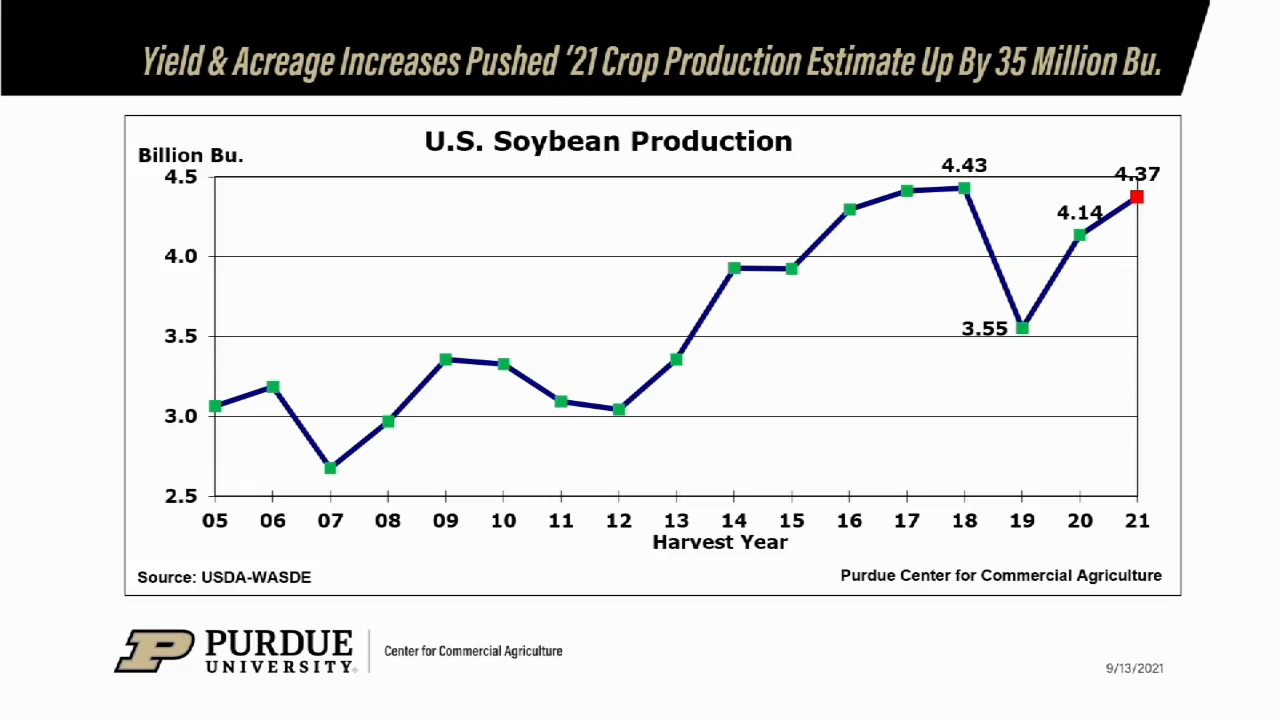 Yield & Acreage Increases Pushed ‘21 Crop Production Estimate Up By 35 Million Bu.
U.S. Soybean Production
Billion Bu.
4.5
4.0
3.5
3.0
2.5
4.43
4.37
4.14
3.55
05 06 07 08 09 10 11 12 13 14 15 16 17 18 19 20 21
Harvest Year
Source: USDA-WASDE
Purdue Center for Commercial Agriculture
P PURDUE
UNIVERSITY®
Center for Commercial Agriculture
9/13/2021